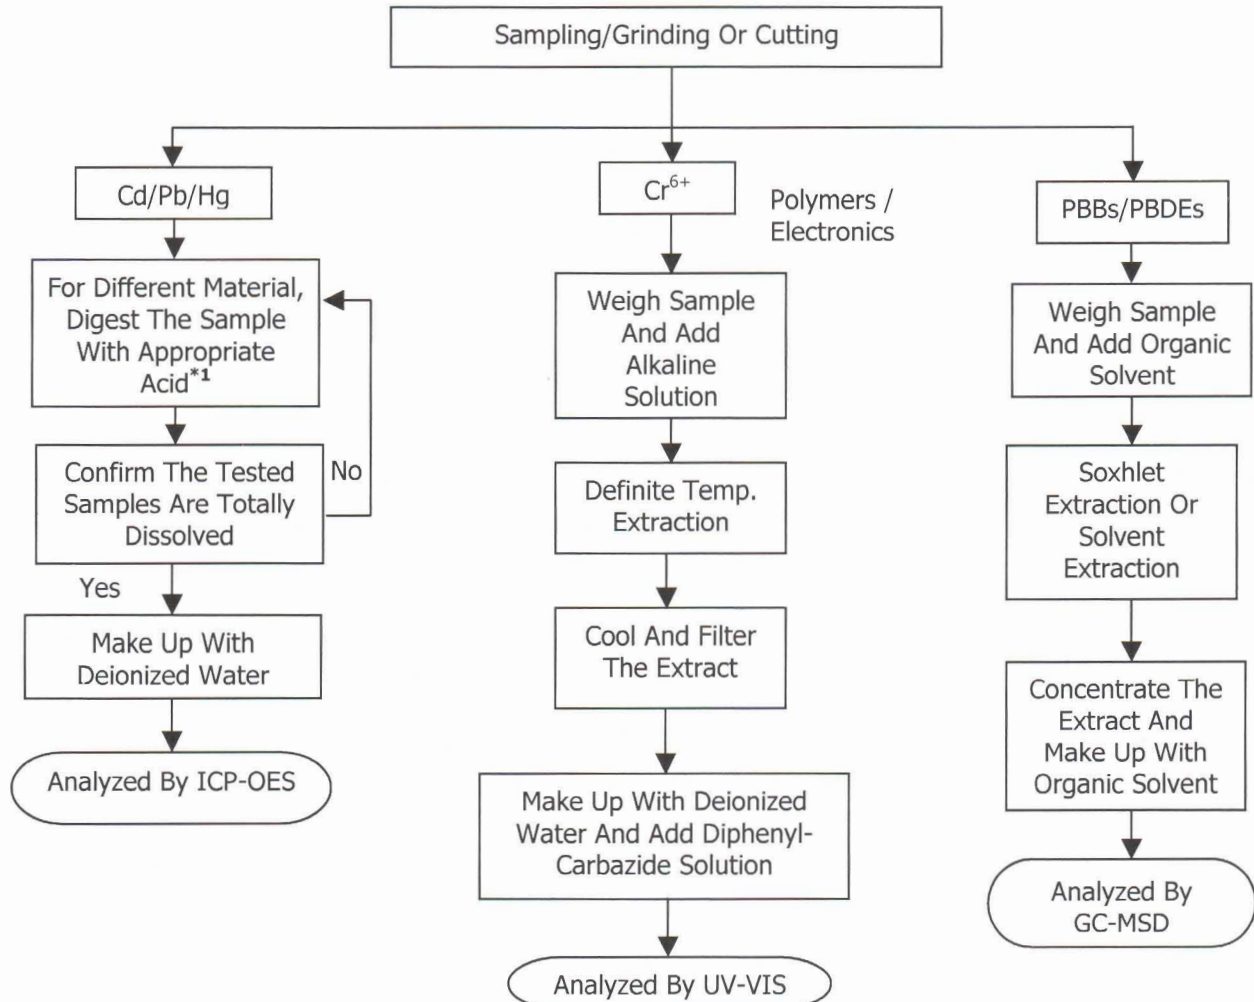 Sampling/Grinding Or Cutting
Cd/Pb/Hg
For Different Material,
Digest The Sample
With Appropriate
Acid*1
Confirm The Tested
Samples Are Totally
Dissolved
No
Yes
Make Up With
Deionized Water
Analyzed By ICP-OES
Cr6+
Polymers /
Electronics
Weigh Sample
And Add
Alkaline
Solution
Definite Temp.
Extraction
Cool And Filter
The Extract
Make Up With Deionized
Water And Add Diphenyl-
Carbazide Solution
Analyzed By UV-VIS
PBBs/PBDEs
Weigh Sample
And Add Organic
Solvent
Soxhlet
Extraction Or
Solvent
Extraction
Concentrate The
Extract And
Make Up With
Organic Solvent
Analyzed By
GC-MSD